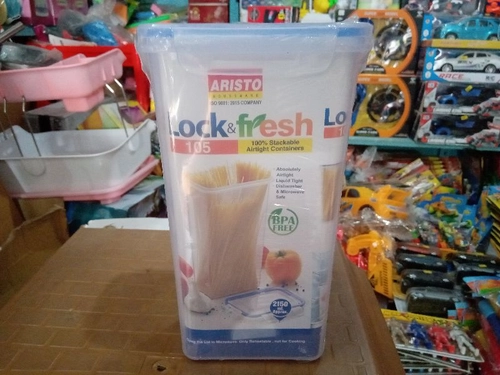 ARISTO
ISO 9001: 2015 COMPANY
Lock & fresh
Lo
105
100% Stackable
Airtight Containers
Absolutely
Airtight
Liquid Tight
Dishwasher
& Microwave
Safe
BPA
FREE
2150
RACE